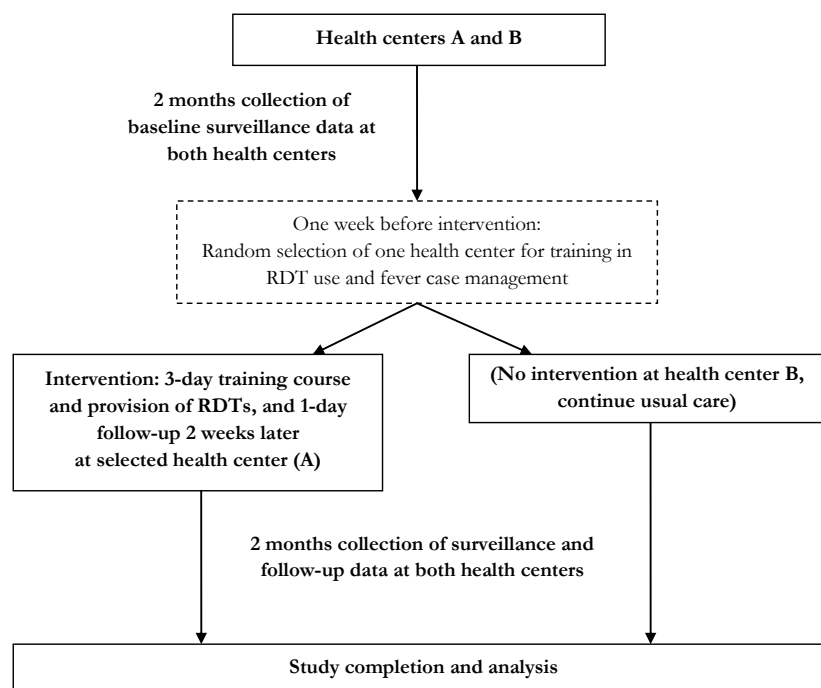 Health centers A and B
2 months collection of
baseline surveillance data at
both health centers
One week before intervention:
Random selection of one health center for training in
RDT use and fever case management
Intervention: 3-day training course
and provision of RDTs, and 1-day
follow-up 2 weeks later
at selected health center (A)
(No intervention at health center B,
continue usual care)
2 months collection of surveillance and
follow-up data at both health centers
Study completion and analysis